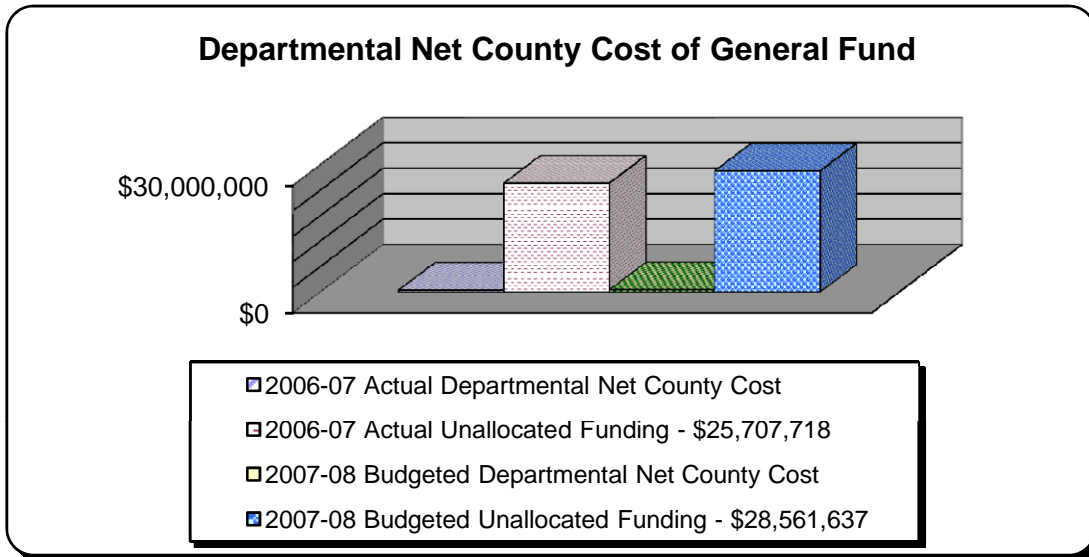 Departmental Net County Cost of General Fund
$30,000,000
$0
2006-07 Actual Departmental Net County Cost
2006-07 Actual Unallocated Funding - $25,707,718
2007-08 Budgeted Departmental Net County Cost
2007-08 Budgeted Unallocated Funding - $28,561,637